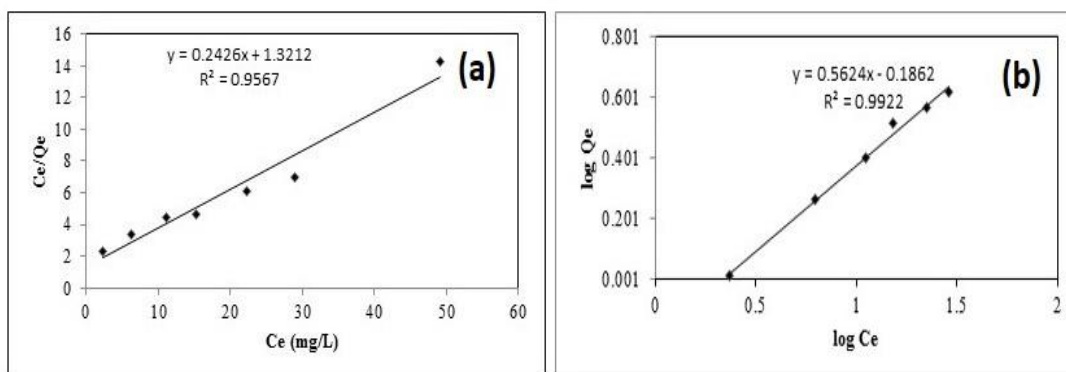 16
14
12
10
8
6
4
2
0
Ce/Qe
y = 0.2426x + 1.3212
R² = 0.9567
(a)
0 10 20 30 40 50 60
Ce (mg/L)
0.801
0.601
0.401
0.201
0.001
log Qe
y = 0.5624x - 0.1862
R² = 0.9922
(b)
0 0.5 1 1.5 2
log Ce